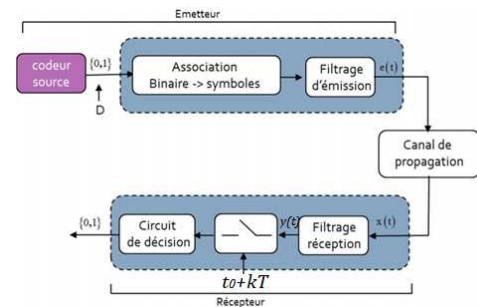 Emetteur
codeur
source
{0,1}
D
Association
Binaire -> symboles
Filtrage
d'émission
e(t)
Canal de
propagation
{0,1}
Circuit
de décision
y(t)
Filtrage
réception
x(t)
t0+kT
Récepteur